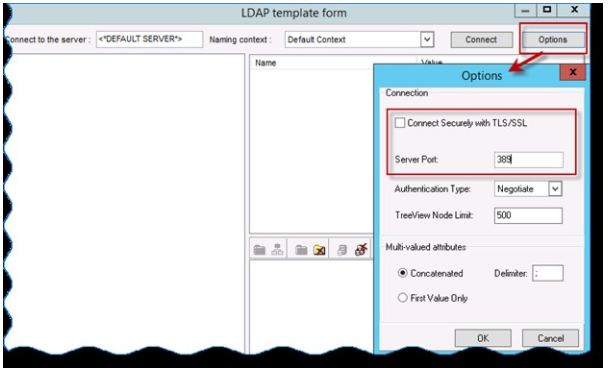 LDAP template form
Connect to the server : <*DEFAULT SERVER*> Naming context : Default Context Connect Options
Name Value
Options
Connection
Connect Securely with TLS/SSL
Server Port: 389
Authentication Type: Negotiate
TreeView Node Limit: 500
Multi-valued attributes
Concatenated Delimiter: ;
First Value Only
OK Cancel